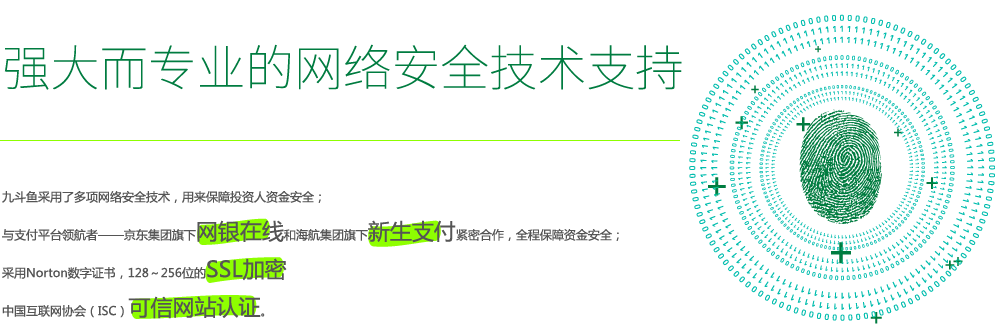 强大而专业的网络安全技术支持
九斗鱼采用了多项网络安全技术，用来保障投资人资金安全；
与支付平台领航者——京东集团旗下网银在线和海航集团旗下新生支付紧密合作，全程保障资金安全；
采用Norton数字证书，128～256位的SSL加密
中国互联网协会（ISC）可信网站认证。